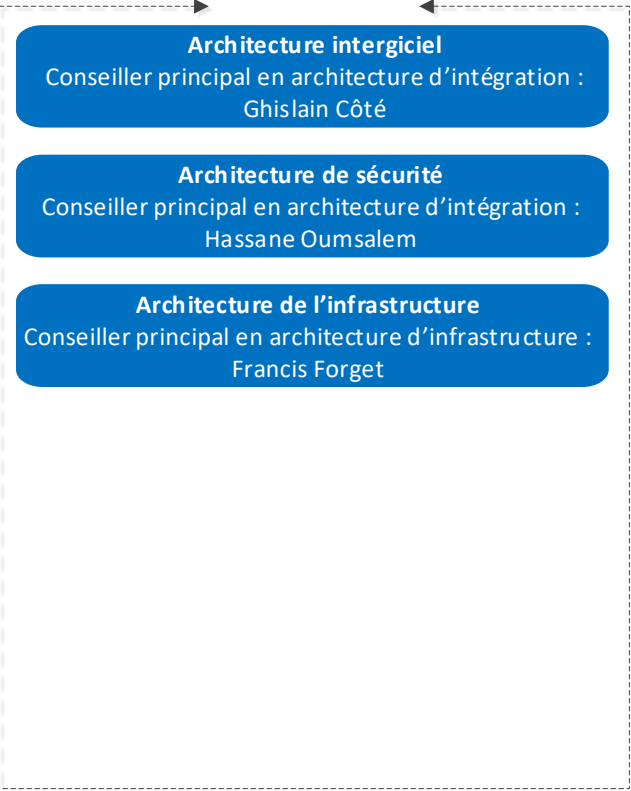 Architecture intergiciel
Conseiller principal en architecture d’intégration :
Ghislain Côté
Architecture de sécurité
Conseiller principal en architecture d’intégration :
Hassane Oumsalem
Architecture de l’infrastructure
Conseiller principal en architecture d’infrastructure :
Francis Forget